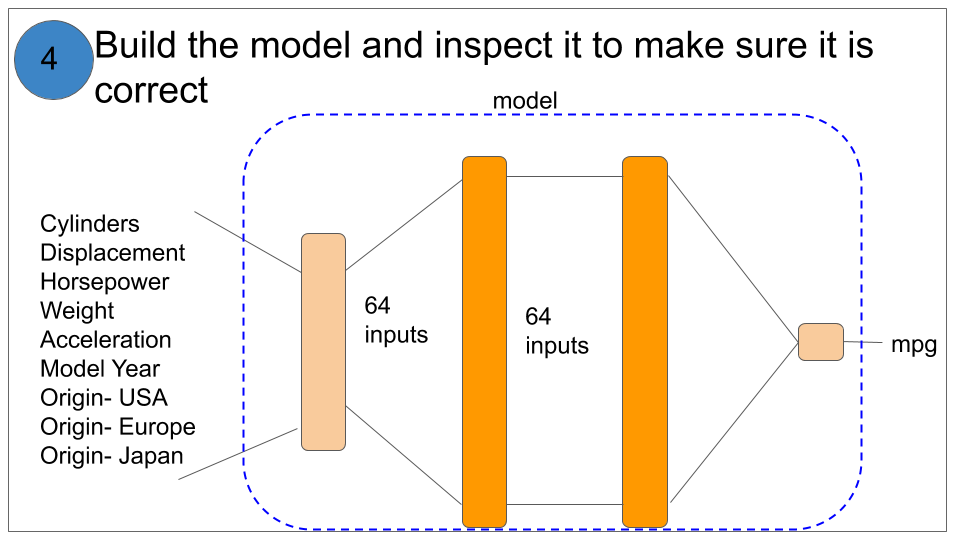 4
Build the model and inspect it to make sure it is
correct
model
Cylinders
Displacement
Horsepower
Weight
Acceleration
Model Year
Origin- USA
Origin- Europe
Origin- Japan
64
inputs
64
inputs
mpg